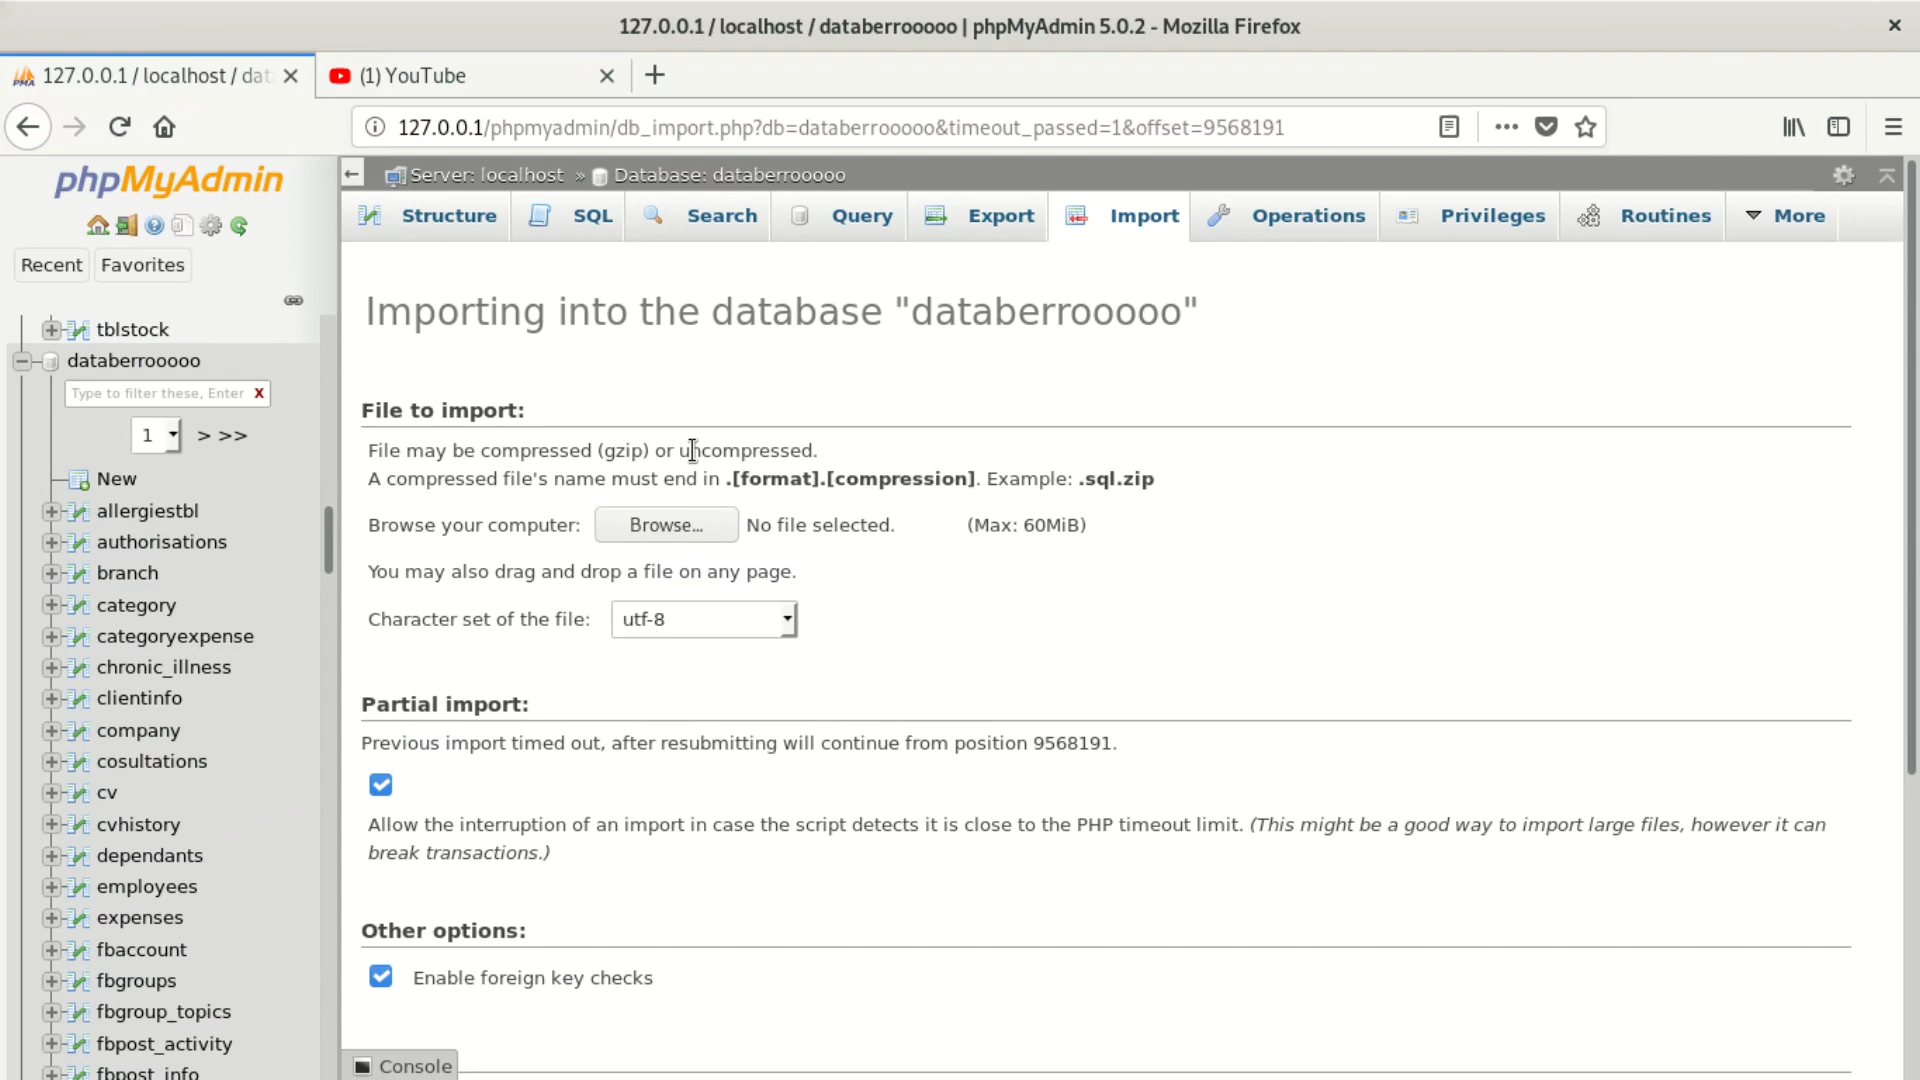 127.0.0.1 / localhost / databerrooooo | phpMyAdmin 5.0.2 - Mozilla Firefox
127.0.0.1 / localhost / dat
(1) YouTube
127.0.0.1/phpmyadmin/db_import.php?db=databerrooooo&timeout_passed=1&offset=9568191
phpMyAdmin
Recent
Favorites
tblstock
databerrooooo
Type to filter these, Enter X
1 > >>
New
allergiestbl
authorisations
branch
category
categoryexpense
chronic_illness
clientinfo
company
cosultations
cv
cvhistory
dependants
employees
expenses
fbaccount
fbgroups
fbgroup_topics
fbpost_activity
fbpost_info
Server: localhost » Database: databerrooooo
Structure
SQL
Search
Query
Export
Import
Operations
Privileges
Routines
More
Importing into the database "databerrooooo"
File to import:
File may be compressed (gzip) or uncompressed.
A compressed file's name must end in .[format].[compression]. Example: .sql.zip
Browse your computer: Browse... No file selected. (Max: 60MiB)
You may also drag and drop a file on any page.
Character set of the file: utf-8
Partial import:
Previous import timed out, after resubmitting will continue from position 9568191.
Allow the interruption of an import in case the script detects it is close to the PHP timeout limit. (This might be a good way to import large files, however it can
break transactions.)
Other options:
Enable foreign key checks
Console